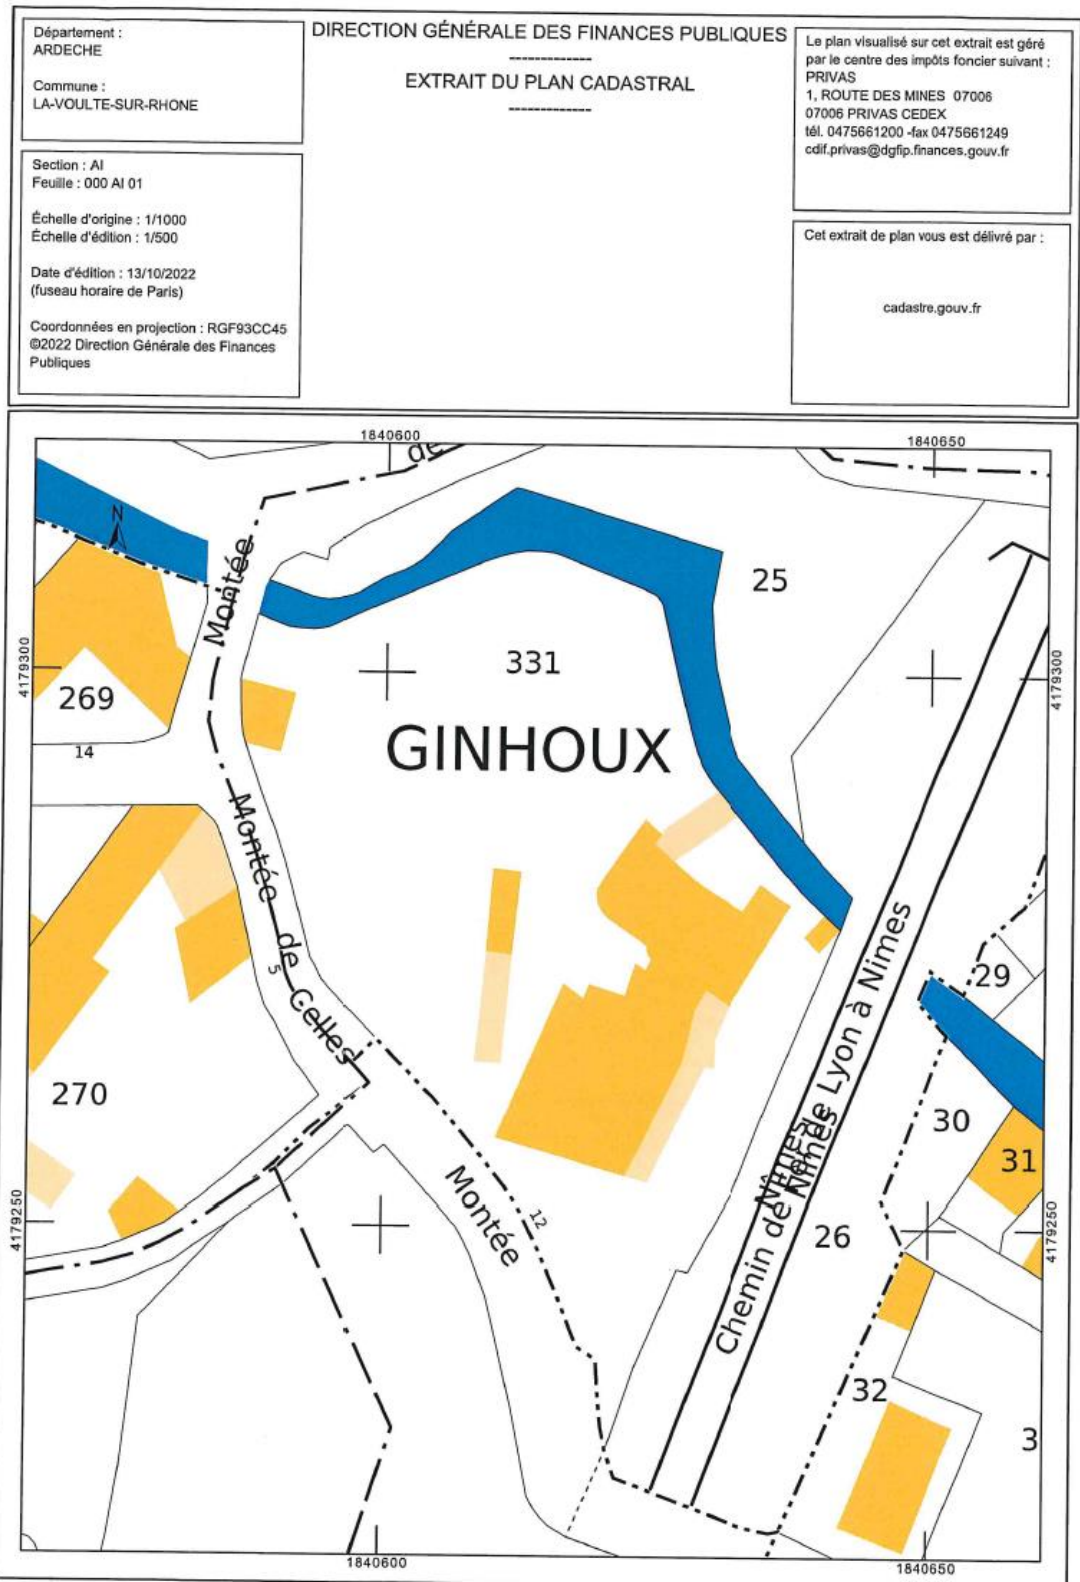 Département :
ARDECHE
Commune :
LA-VOULTE-SUR-RHONE
Section : AI
Feuille : 000 AI 01
Échelle d'origine : 1/1000
Échelle d'édition : 1/500
Date d'édition : 13/10/2022
(fuseau horaire de Paris)
Coordonnées en projection : RGF93CC45
©2022 Direction Générale des Finances
Publiques
DIRECTION GÉNÉRALE DES FINANCES PUBLIQUES
-------------
EXTRAIT DU PLAN CADASTRAL
-------------
Le plan visualisé sur cet extrait est géré
par le centre des impôts foncier suivant :
PRIVAS
1, ROUTE DES MINES 07006
07006 PRIVAS CEDEX
tél. 0475661200 -fax 0475661249
cdif.privas@dgfip.finances.gouv.fr
Cet extrait de plan vous est délivré par :
cadastre.gouv.fr
1840600
1840650
de
N
Montée
25
331
4179300
4179300
269
GINHOUX
14
Montée
de
Celles
5
Chemin de
de Lyon à Nimes
Nîmes
Nîmes
29
270
30
31
Montée
12
26
4179250
4179250
32
3
1840600
1840650